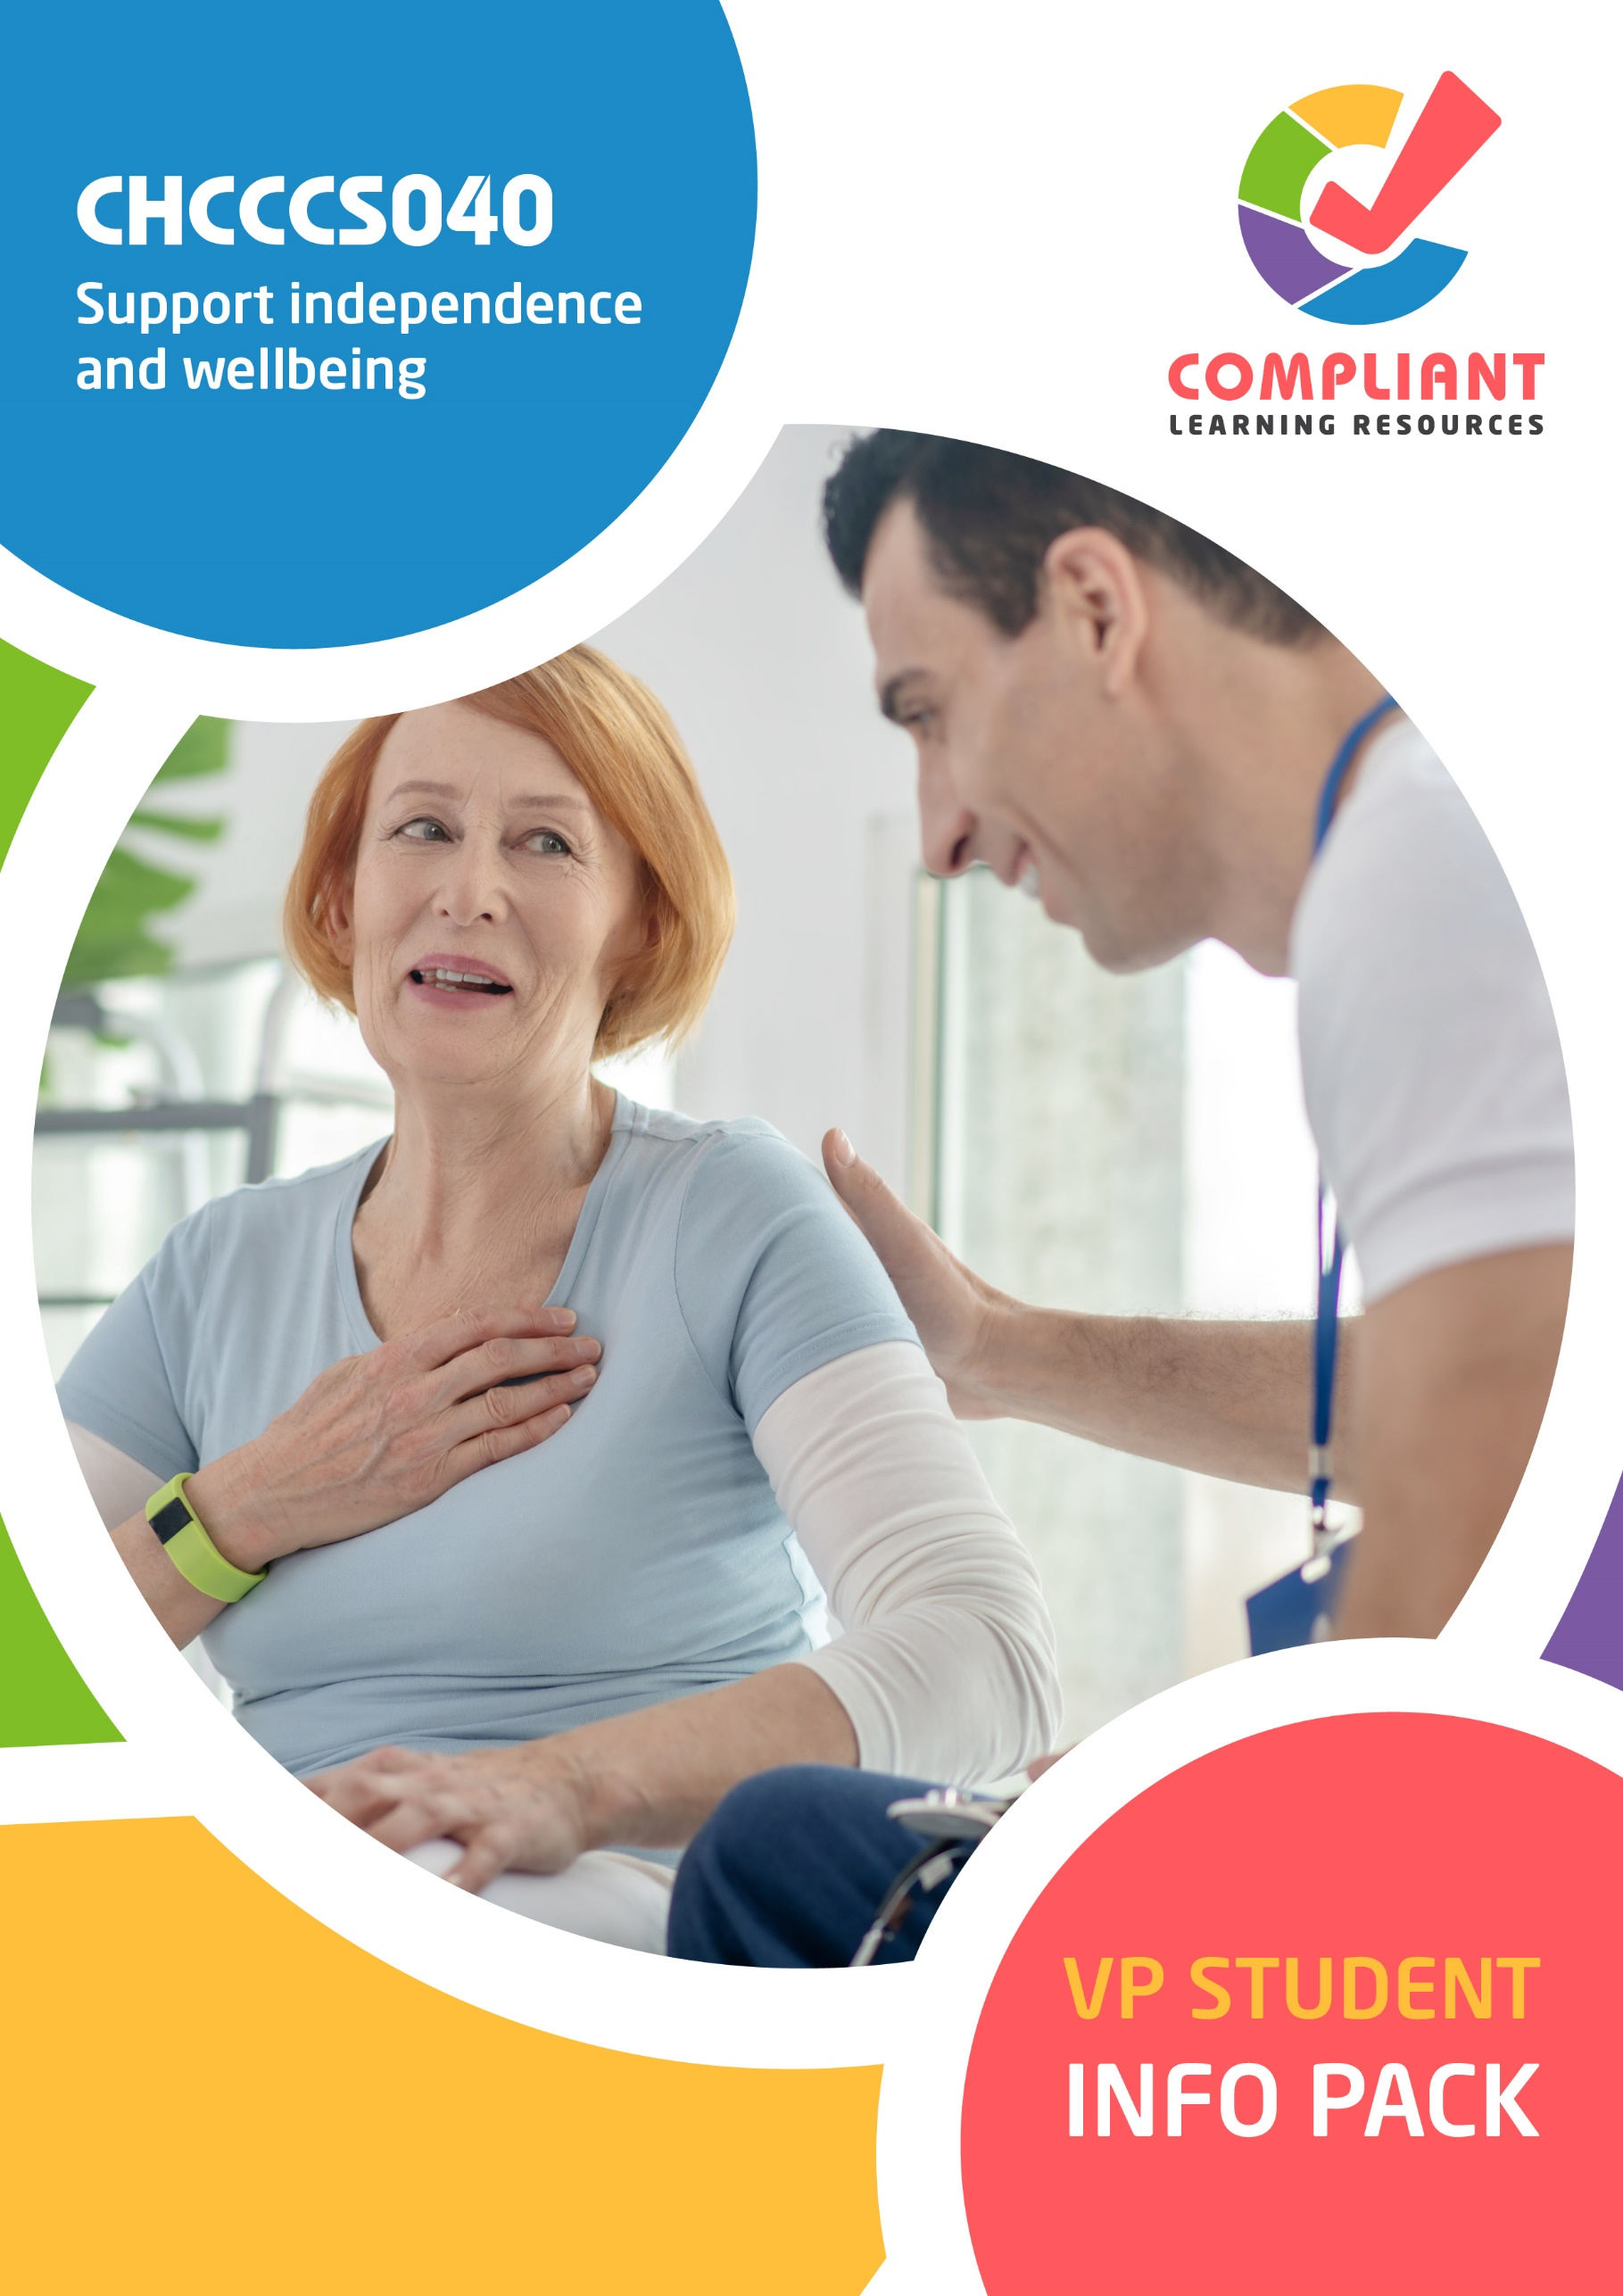 CHCCCS040
Support independence
and wellbeing
COMPLIANT
LEARNING RESOURCES
VP STUDENT
INFO PACK